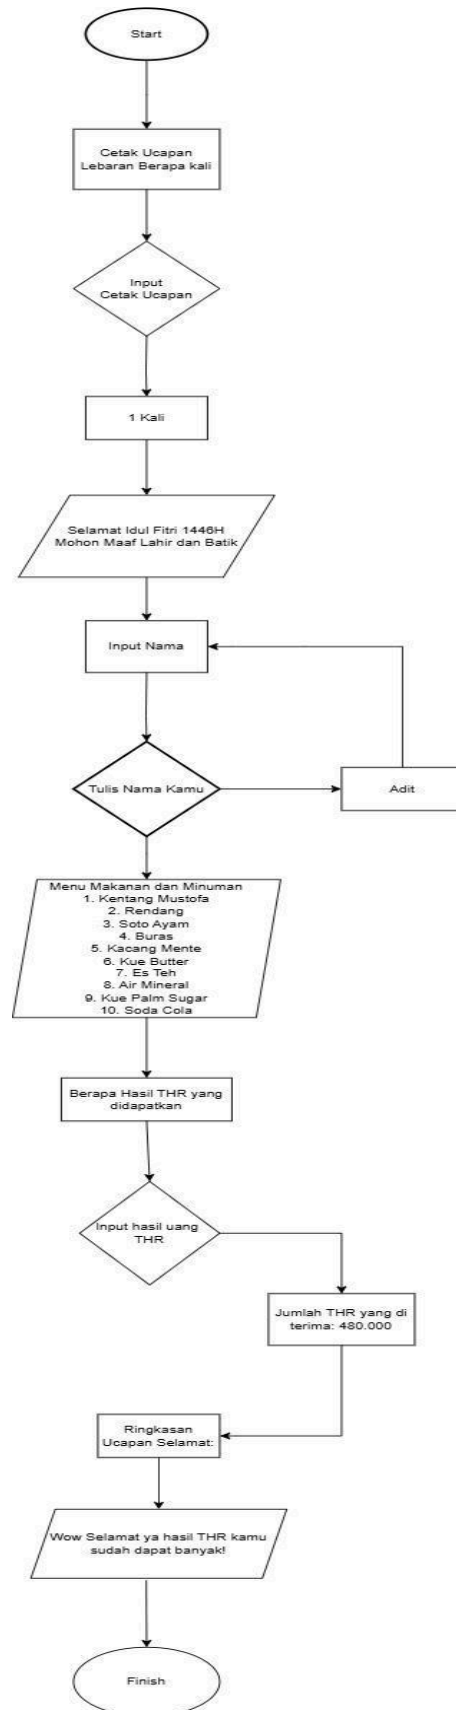 Start
Cetak Ucapan
Lebaran Berapa kali
Input
Cetak Ucapan
1 Kali
Selamat Idul Fitri 1446H
Mohon Maaf Lahir dan Batik
Input Nama
Tulis Nama Kamu
Adit
Menu Makanan dan Minuman
1. Kentang Mustofa
2. Rendang
3. Soto Ayam
4. Buras
5. Kacang Mente
6. Kue Butter
7. Es Teh
8. Air Mineral
9. Kue Palm Sugar
10. Soda Cola
Berapa Hasil THR yang
didapatkan
Input hasil uang
THR
Jumlah THR yang di
terima: 480.000
Ringkasan
Ucapan Selamat:
Wow Selamat ya hasil THR kamu
sudah dapat banyak!
Finish